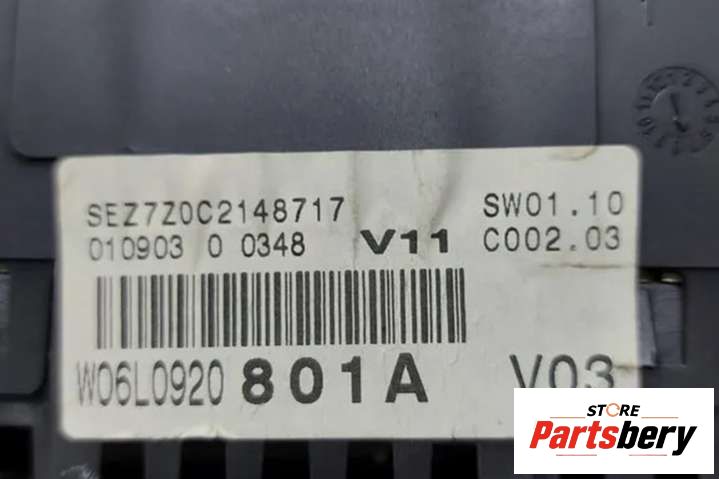 SEZ7Z0C2148717 SW01.10
010903 0 0348 V11 C002.03
W06L0920 801A V03
STORE
Partsbery